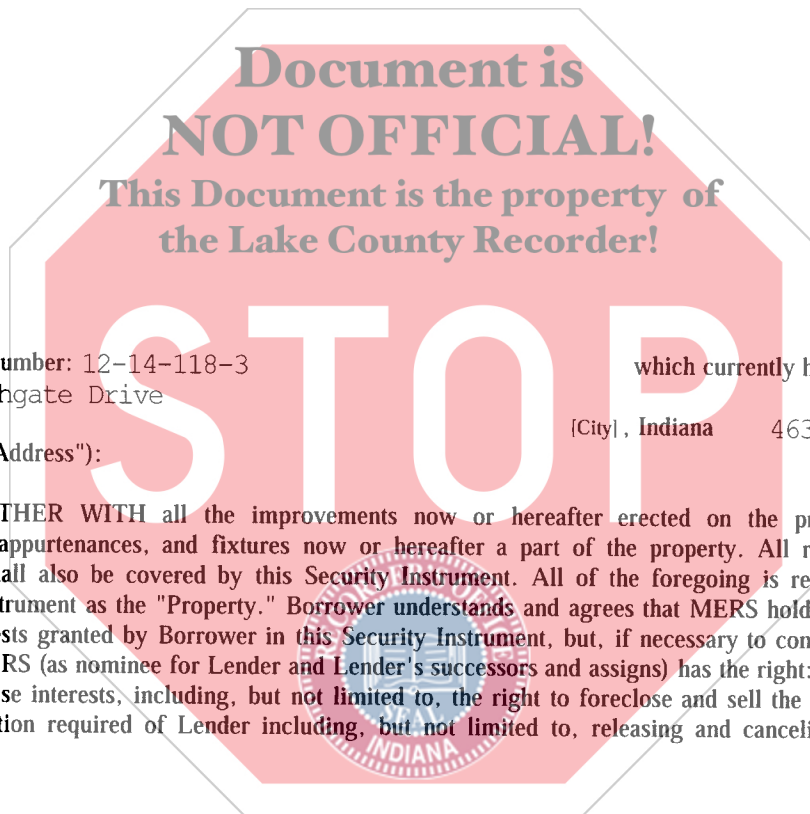 Document is
NOT OFFICIAL!
This Document is the property of
the Lake County Recorder!
STOP
umber: 12-14-118-3 which currently h
hgate Drive
[City], Indiana 463
Address"):
THER WITH all the improvements now or hereafter erected on the pr
appurtenances, and fixtures now or hereafter a part of the property. All r
all also be covered by this Security Instrument. All of the foregoing is re
trument as the "Property." Borrower understands and agrees that MERS hold
sts granted by Borrower in this Security Instrument, but, if necessary to com
RS (as nominee for Lender and Lender's successors and assigns) has the right:
se interests, including, but not limited to, the right to foreclose and sell the
tion required of Lender including, but not limited to, releasing and canceli
SEAL
INDIANA